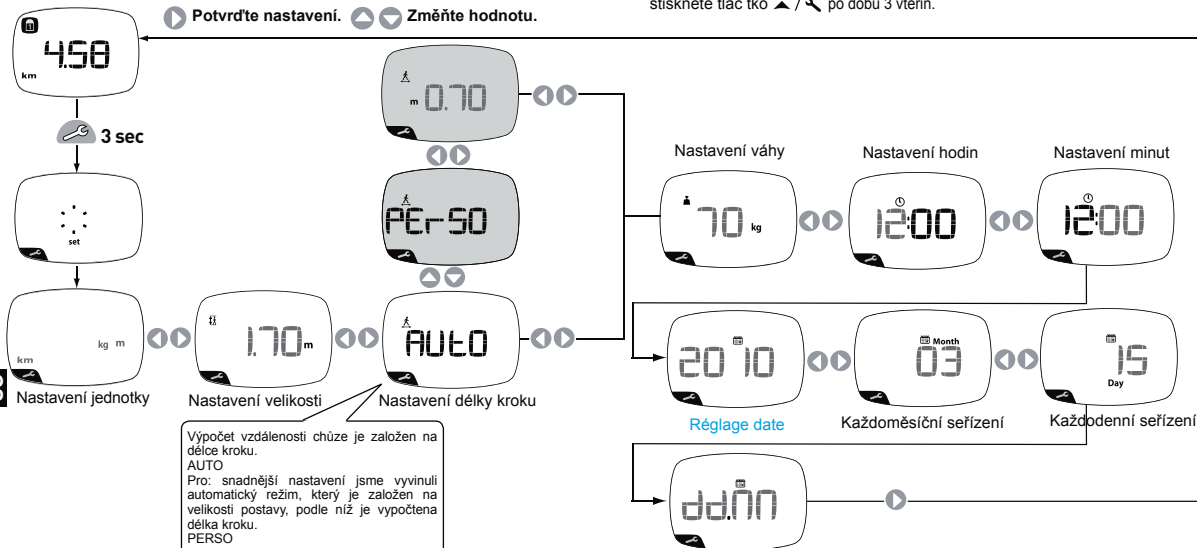 stiskněte tlač tko ▲ / po dobu 3 vteřin.
Potvrďte nastavení. Změňte hodnotu.
4.58
km
3 sec
set
km kg m
Nastavení jednotky
1.70 m
Nastavení velikosti
m 0.70
PErSO
AUtO
Nastavení délky kroku
Výpočet vzdálenosti chůze je založen na
délce kroku.
AUTO
Pro: snadnější nastavení jsme vyvinuli
automatický režim, který je založen na
velikosti postavy, podle níž je vypočtena
délka kroku.
PERSO
Nastavení váhy
70 kg
Nastavení hodin
12:00
Nastavení minut
12:00
2010
Réglage date
Month
03
Každoměsíční seřízení
15
Day
Každodenní seřízení
dd.MM